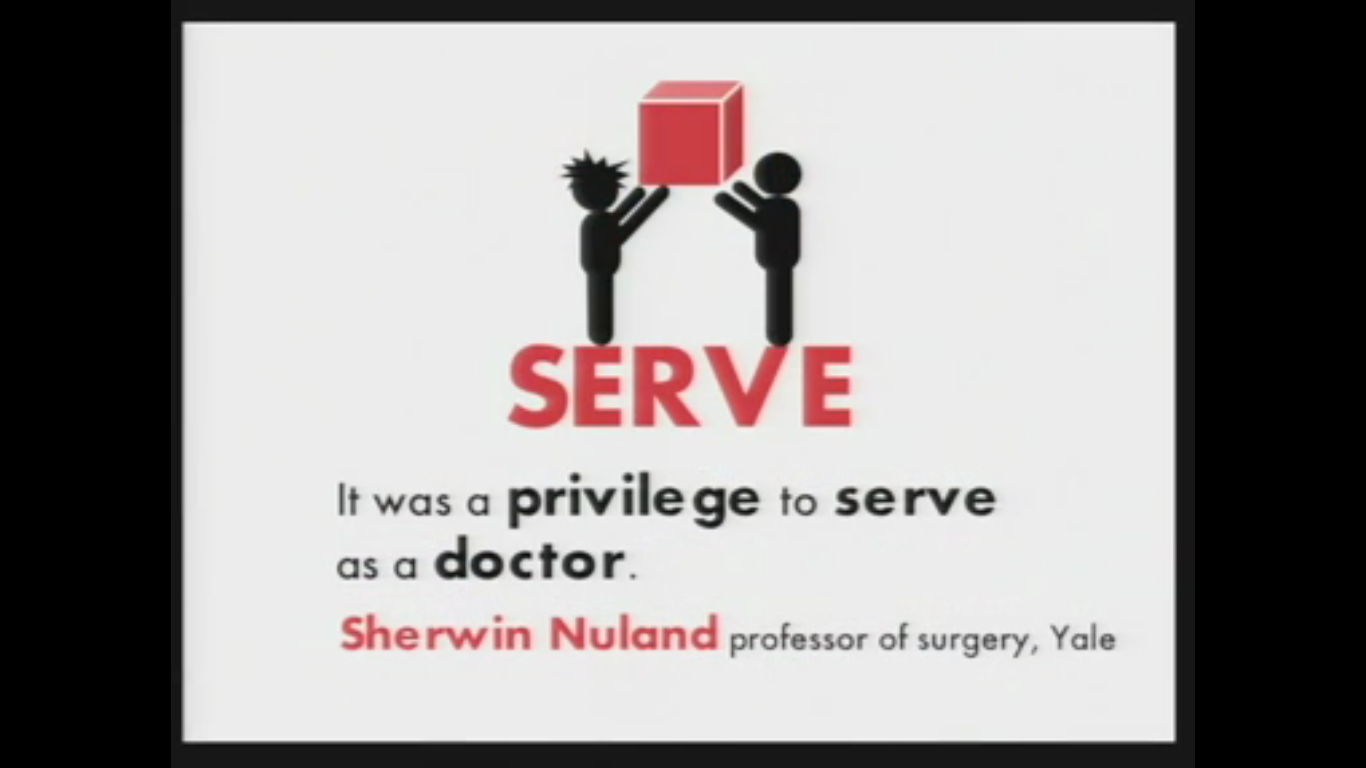 SERVE
It was a privilege to serve
as a doctor.
Sherwin Nuland professor of surgery, Yale